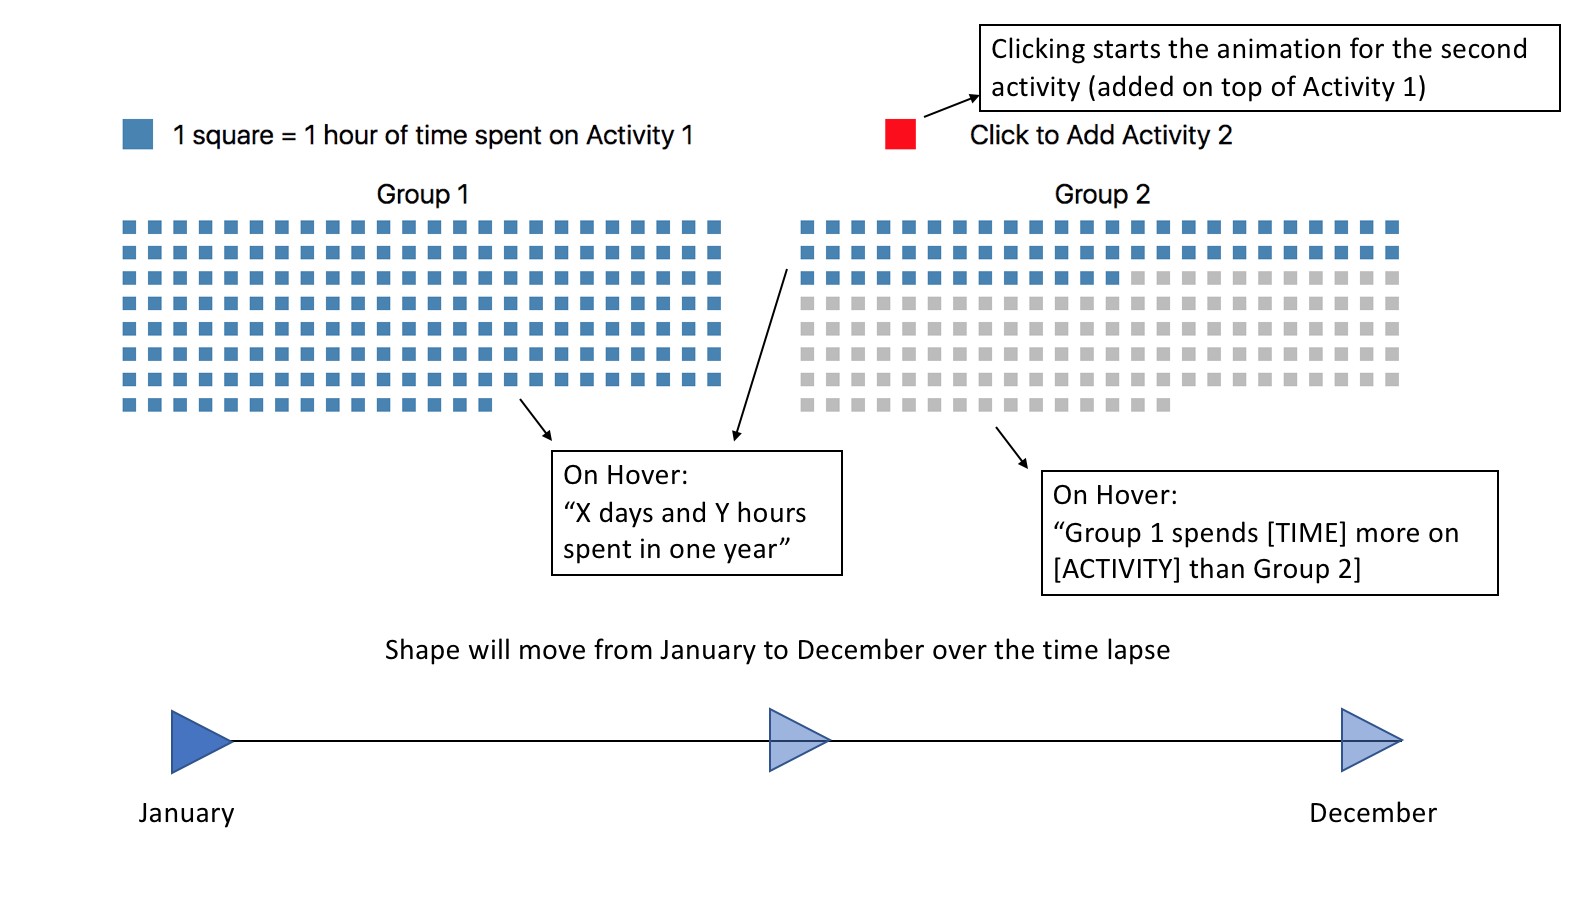 Clicking starts the animation for the second
activity (added on top of Activity 1)
1 square = 1 hour of time spent on Activity 1
Click to Add Activity 2
Group 1
Group 2
On Hover:
“X days and Y hours
spent in one year”
On Hover:
“Group 1 spends [TIME] more on
[ACTIVITY] than Group 2]
Shape will move from January to December over the time lapse
January
December